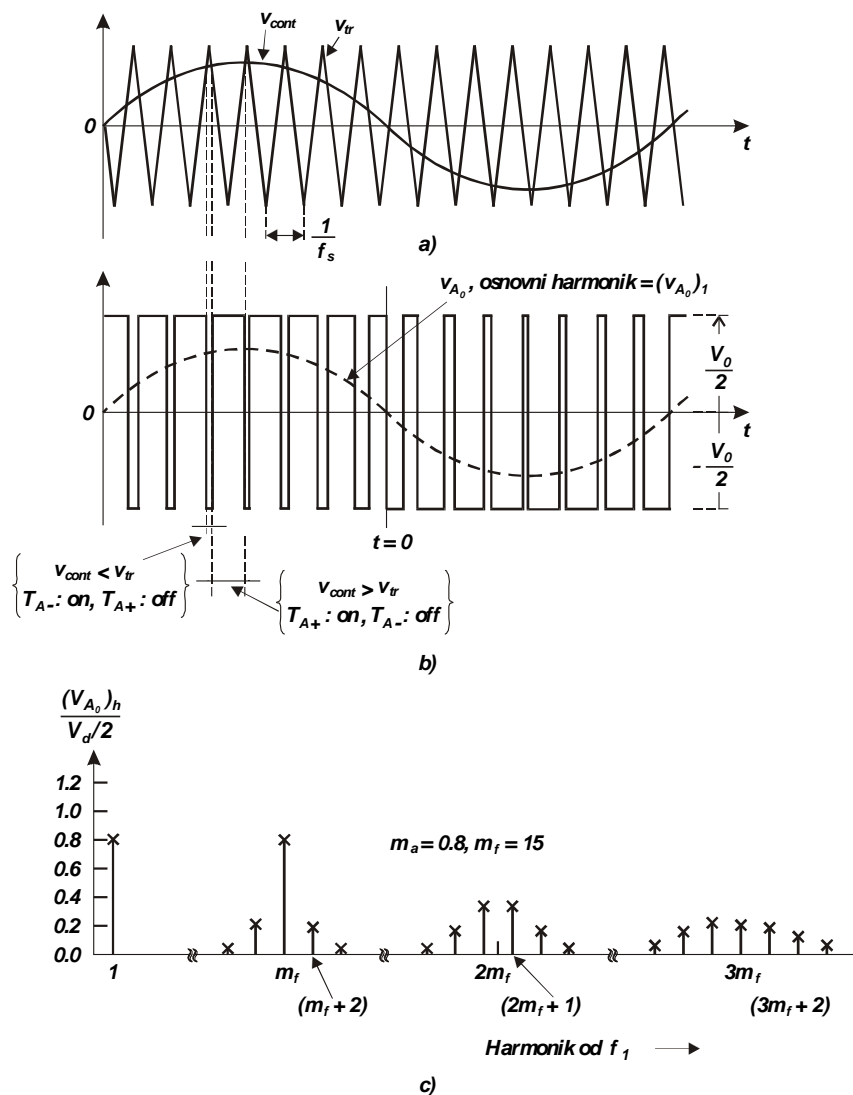 v_cont
v_tr
0
t
1
f_s
a)
v_A0, osnovni harmonik = (v_A0)_1
V_0
2
0
t
- V_0
2
t = 0
v_cont < v_tr
T_A- : on, T_A+ : off
v_cont > v_tr
T_A+ : on, T_A- : off
b)
(V_A0)_h
V_d/2
1.2
1.0
0.8
m_a = 0.8, m_f = 15
0.6
0.4
0.2
0.0
1 m_f 2m_f 3m_f
(m_f + 2) (2m_f + 1) (3m_f + 2)
Harmonik od f_1
c)